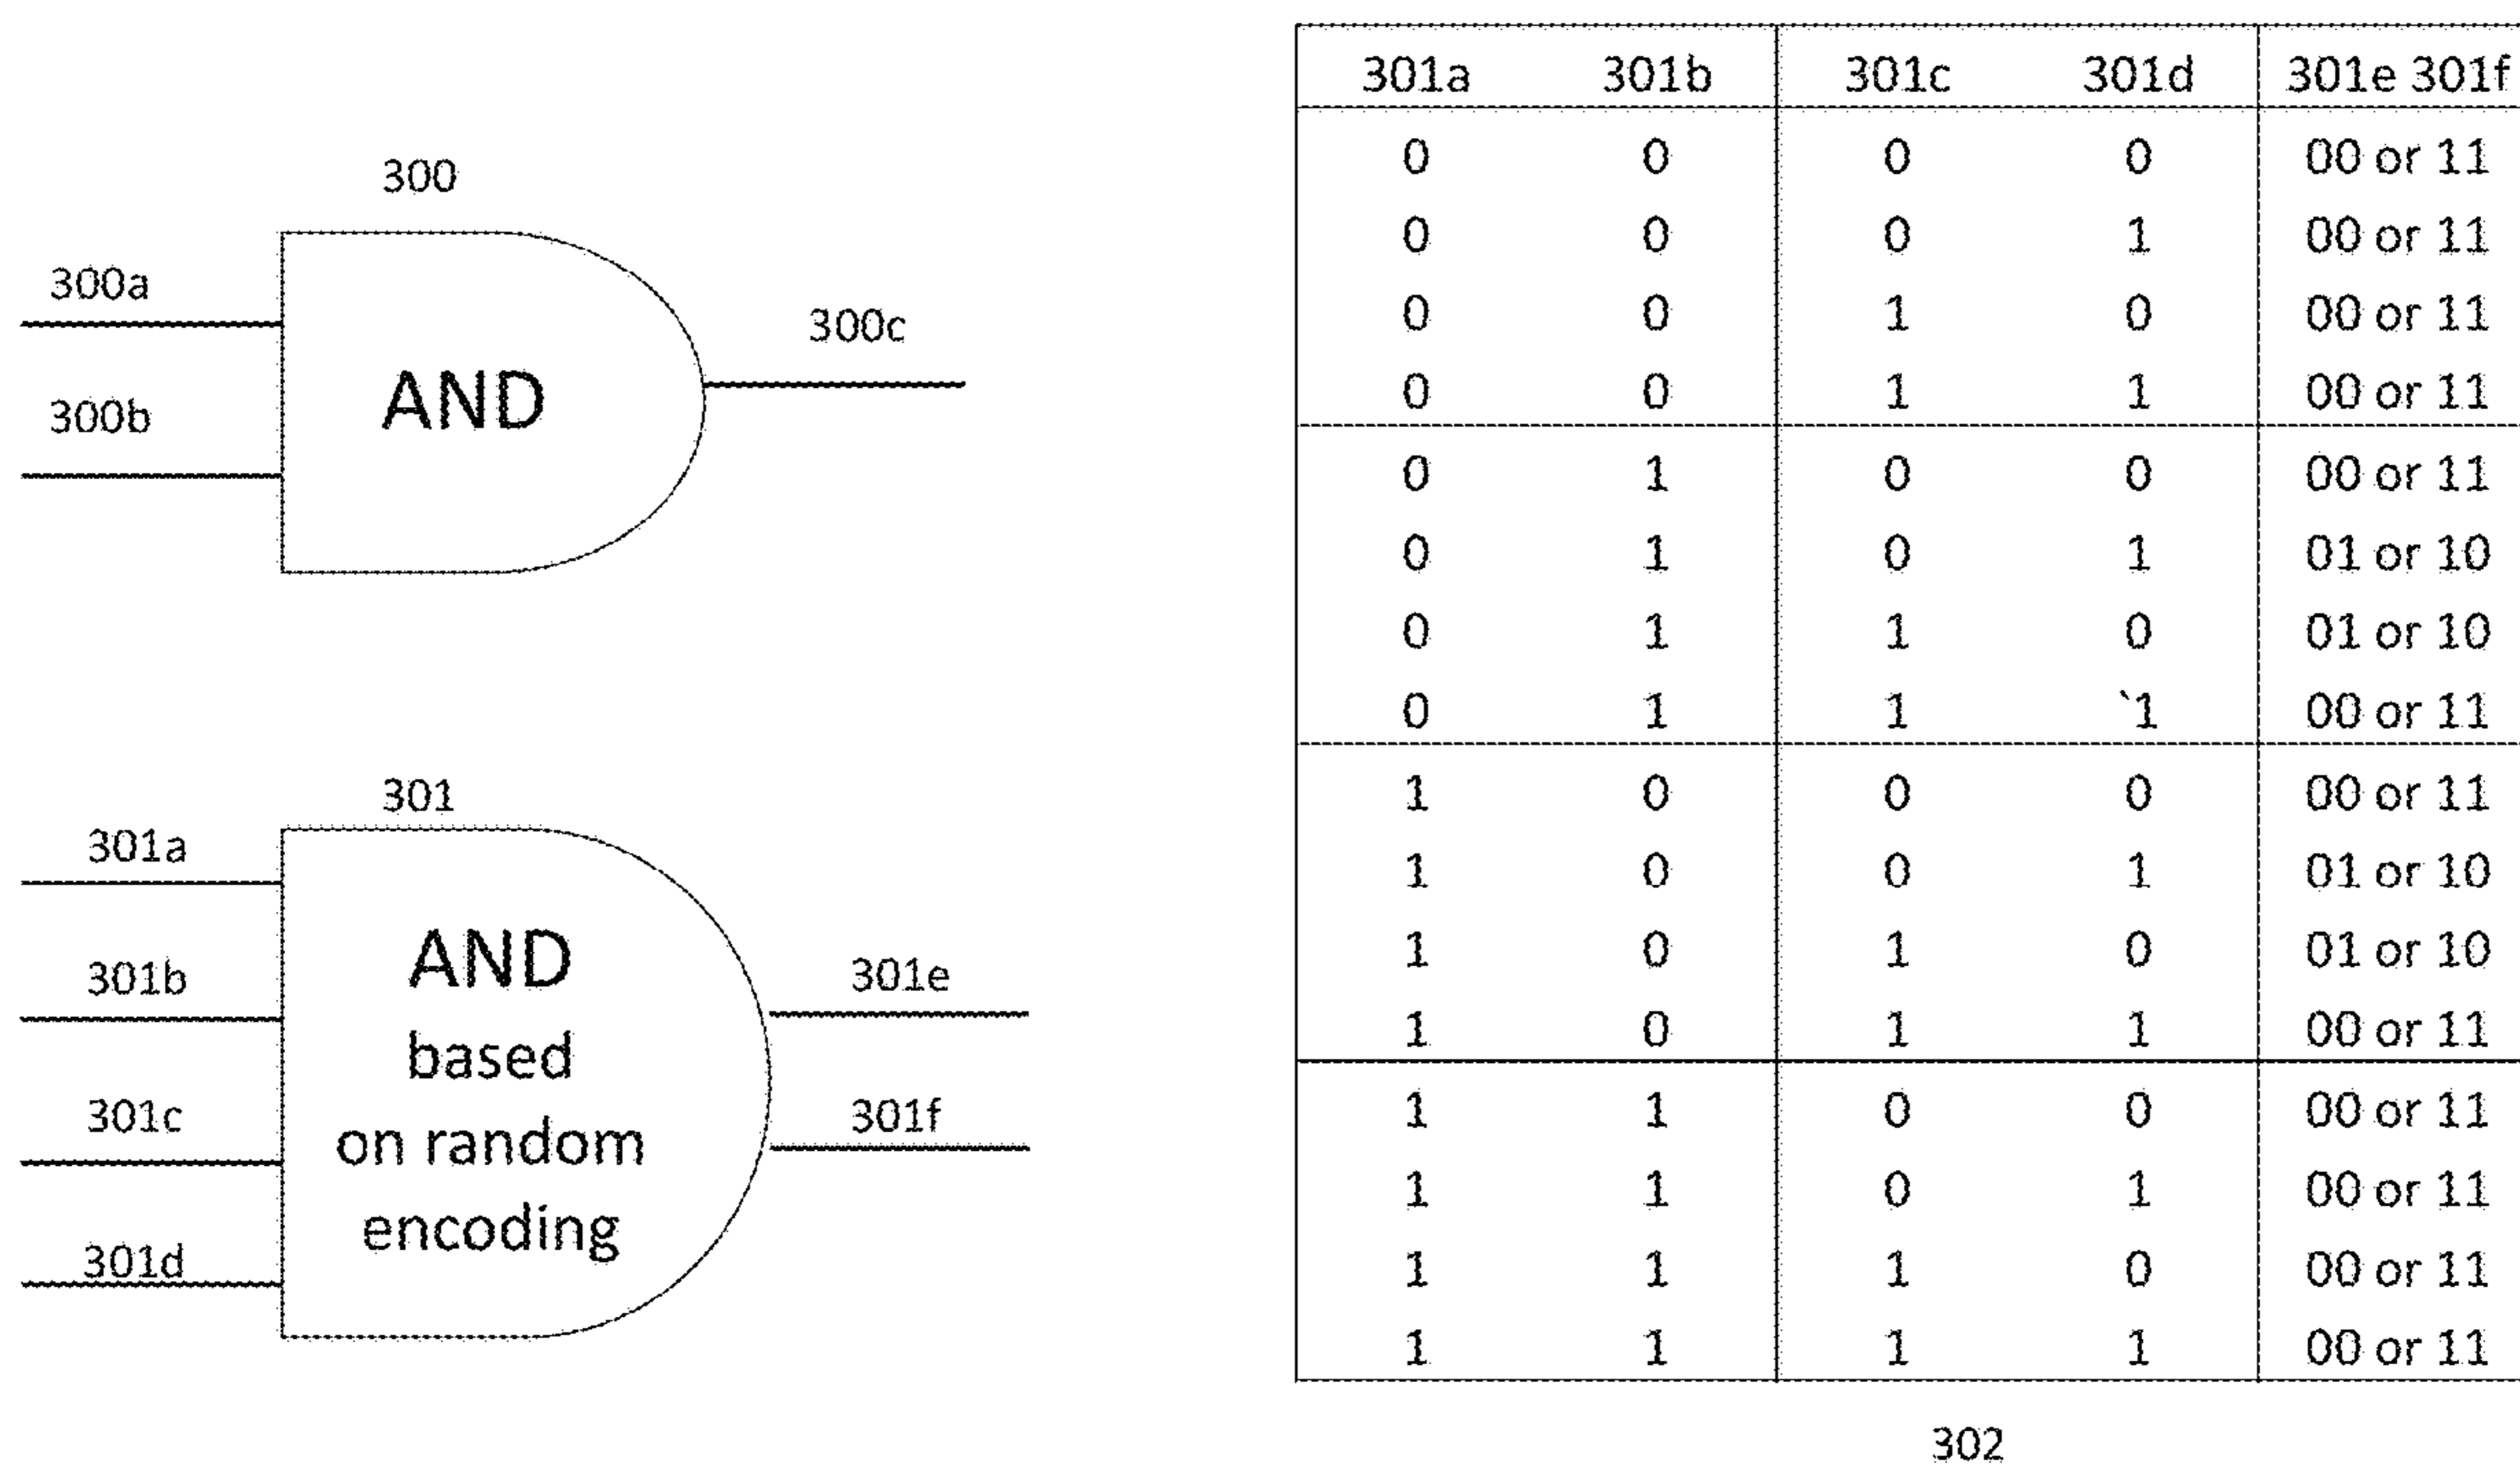 300
300a
300c
AND
300b
301
301a
AND
301b
301e
based
301c
301f
on random
encoding
301d
301a 301b 301c 301d 301e 301f
0 0 0 0 00 or 11
0 0 0 1 00 or 11
0 0 1 0 00 or 11
0 0 1 1 00 or 11
0 1 0 0 00 or 11
0 1 0 1 01 or 10
0 1 1 0 01 or 10
0 1 1 `1 00 or 11
1 0 0 0 00 or 11
1 0 0 1 01 or 10
1 0 1 0 01 or 10
1 0 1 1 00 or 11
1 1 0 0 00 or 11
1 1 0 1 00 or 11
1 1 1 0 00 or 11
1 1 1 1 00 or 11
302